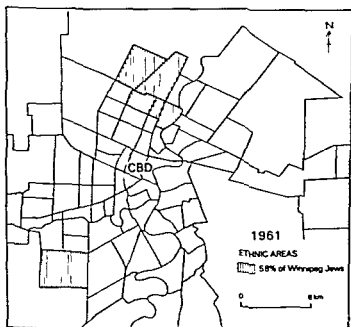 N
CBD
1961
ETHNIC AREAS
58% of Winnipeg Jews
0 8 km